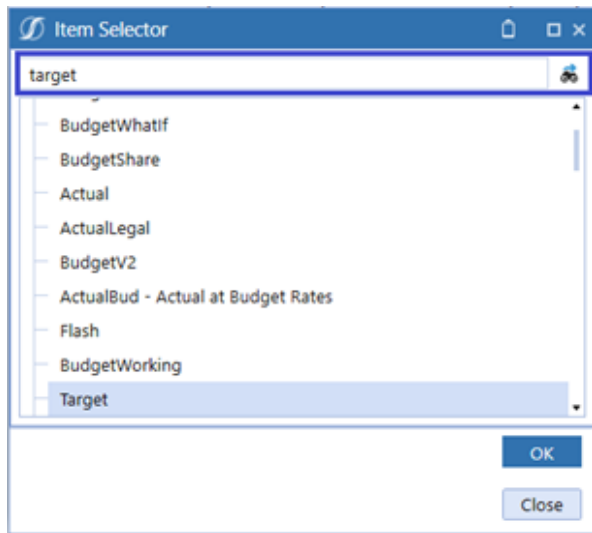 Item Selector
target
BudgetWhatIf
BudgetShare
Actual
ActualLegal
BudgetV2
ActualBud - Actual at Budget Rates
Flash
BudgetWorking
Target
OK
Close